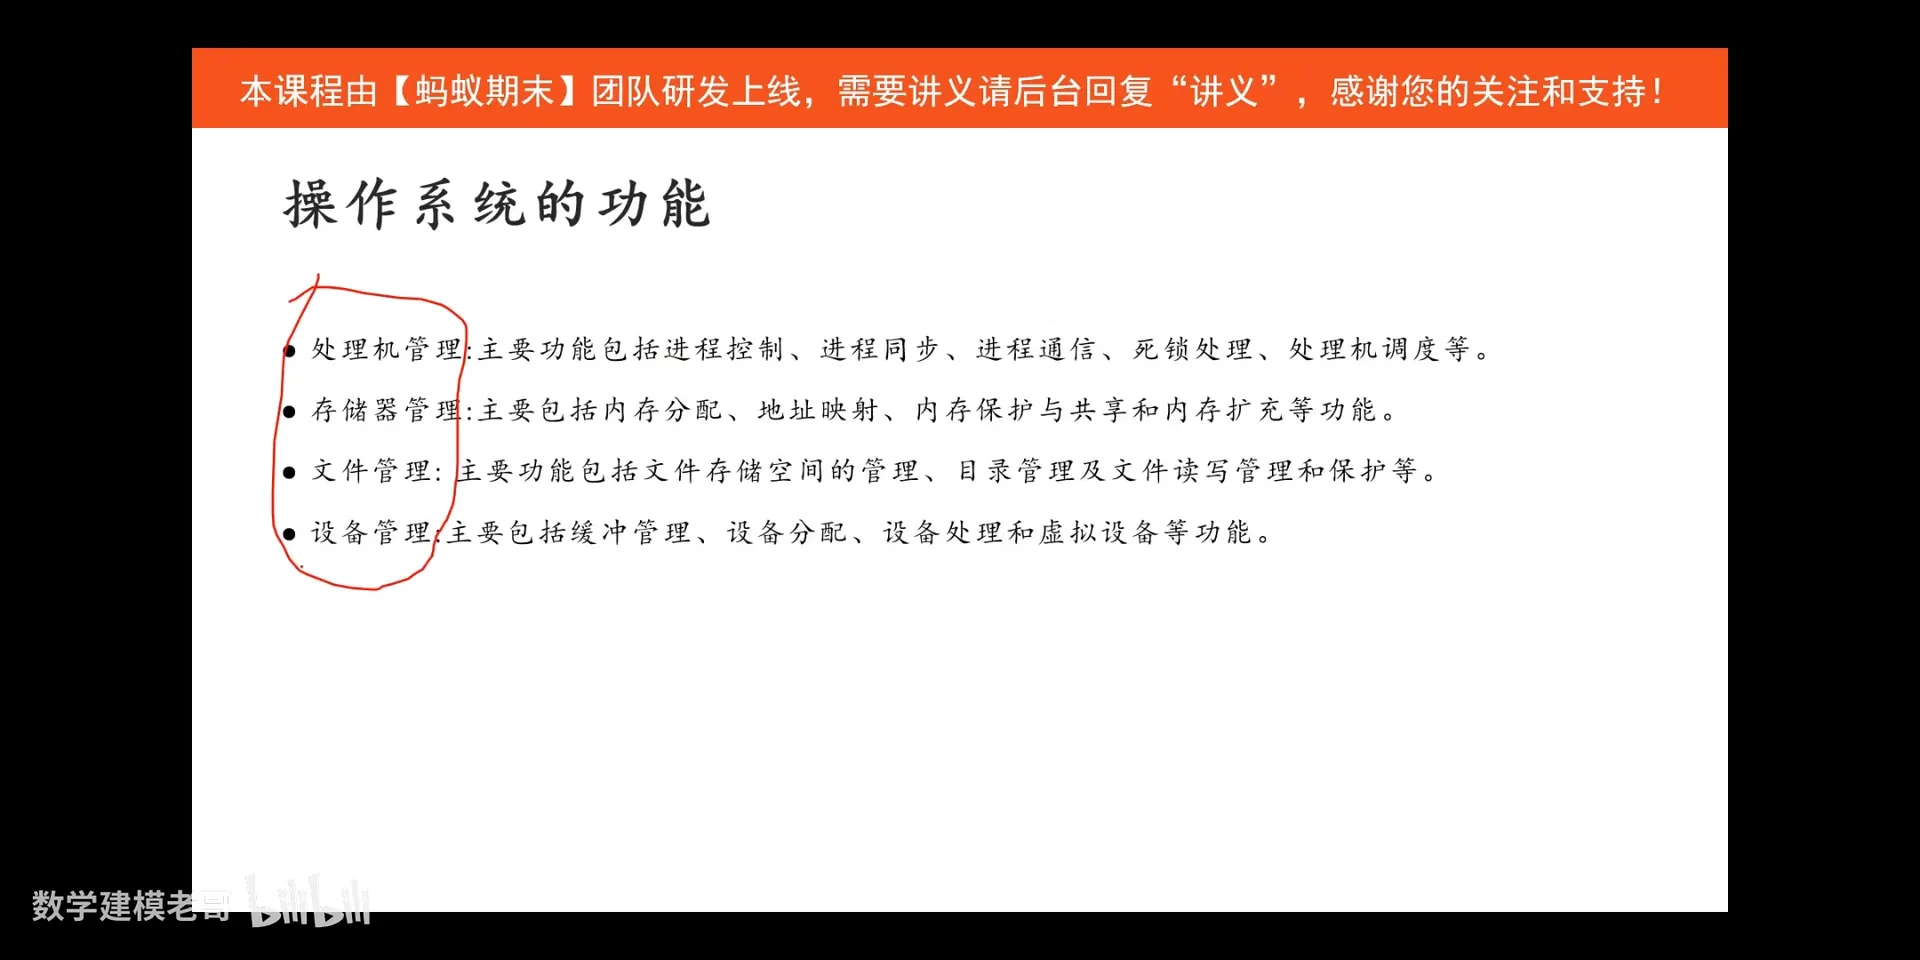 本课程由【蚂蚁期末】团队研发上线，需要讲义请后台回复“讲义”，感谢您的关注和支持！
操作系统的功能
● 处理机管理:主要功能包括进程控制、进程同步、进程通信、死锁处理、处理机调度等。
● 存储器管理:主要包括内存分配、地址映射、内存保护与共享和内存扩充等功能。
● 文件管理: 主要功能包括文件存储空间的管理、目录管理及文件读写管理和保护等。
● 设备管理:主要包括缓冲管理、设备分配、设备处理和虚拟设备等功能。
数学建模老哥 bilibili